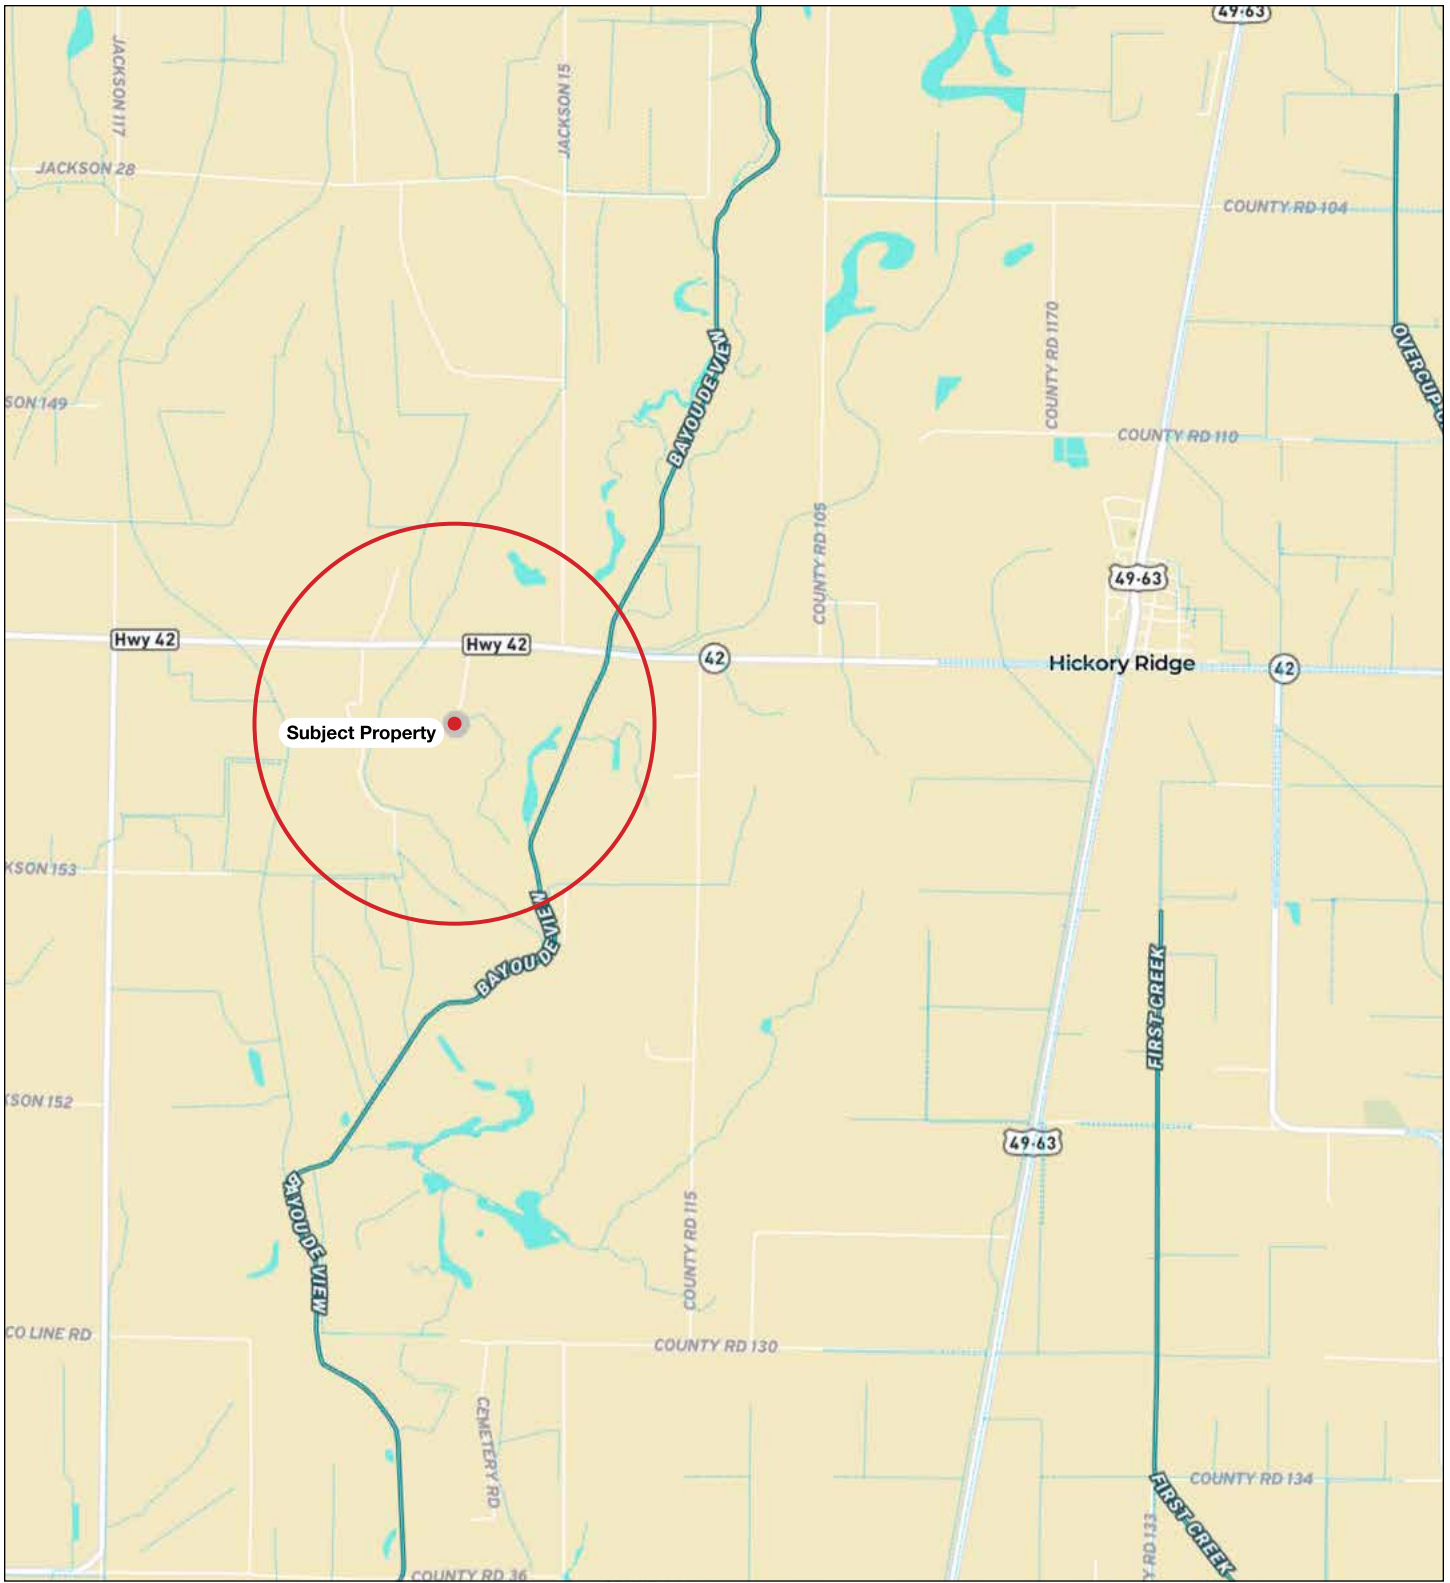 49-63
JACKSON 117
JACKSON 15
JACKSON 28
COUNTY RD 104
COUNTY RD 1170
OVERCUP
BAYOU DE VIEW
SON 149
COUNTY RD 110
COUNTY RD 105
49-63
Hwy 42
Hwy 42
42
Hickory Ridge
42
Subject Property
KSON 153
BAYOU DE VIEW
FIRST CREEK
SON 152
49-63
BAYOU DE VIEW
COUNTY RD 115
CO LINE RD
COUNTY RD 130
CEMETERY RD
COUNTY RD 134
FIRST CREEK
Y RD 133
COUNTY RD 36